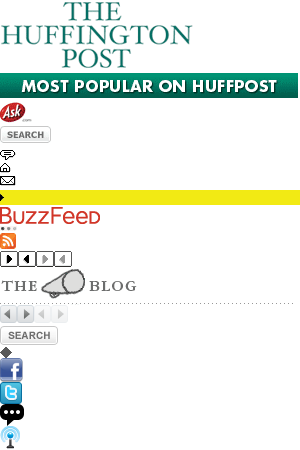 THE
HUFFINGTON
POST
MOST POPULAR ON HUFFPOST
Ask
.com
SEARCH
BuzzFeed
THE BLOG
SEARCH
f
t